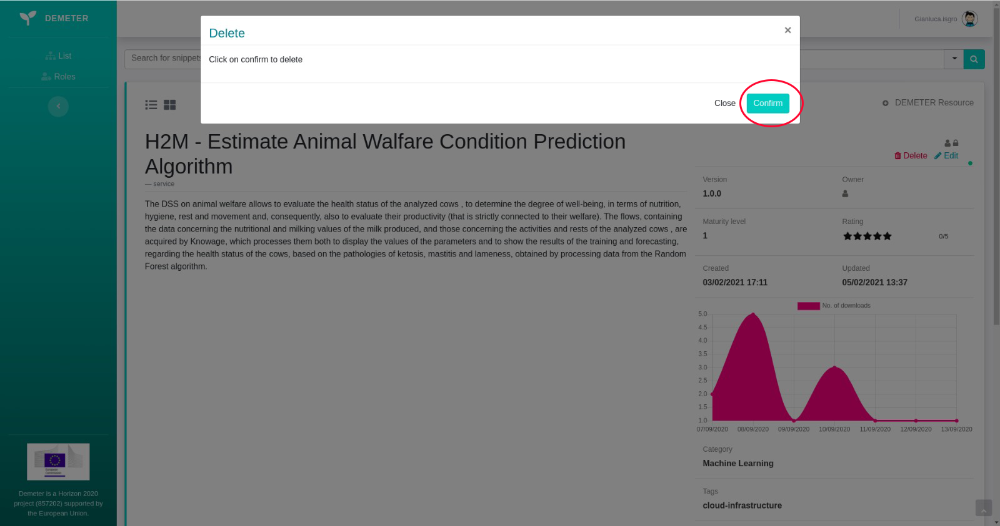 DEMETER
List
Roles
Demeter is a Horizon 2020
project (857202) supported by
the European Union.
Gianluca.isgro
Search for snippets
Delete
×
Click on confirm to delete
Close
Confirm
DEMETER Resource
H2M - Estimate Animal Walfare Condition Prediction
Algorithm
— service
The DSS on animal welfare allows to evaluate the health status of the analyzed cows , to determine the degree of well-being, in terms of nutrition,
hygiene, rest and movement and, consequently, also to evaluate their productivity (that is strictly connected to their welfare). The flows, containing
the data concerning the nutritional and milking values of the milk produced, and those concerning the activities and rests of the analyzed cows , are
acquired by Knowage, which processes them both to display the values of the parameters and to show the results of the training and forecasting,
regarding the health status of the cows, based on the pathologies of ketosis, mastitis and lameness, obtained by processing data from the Random
Forest algorithm.
Delete Edit
Version Owner
1.0.0
Maturity level Rating
1 0/5
Created Updated
03/02/2021 17:11 05/02/2021 13:37
No. of downloads
5.0
4.5
4.0
3.5
3.0
2.5
2.0
1.5
1.0
07/09/2020 08/09/2020 09/09/2020 10/09/2020 11/09/2020 12/09/2020 13/09/2020
Category
Machine Learning
Tags
cloud-infrastructure